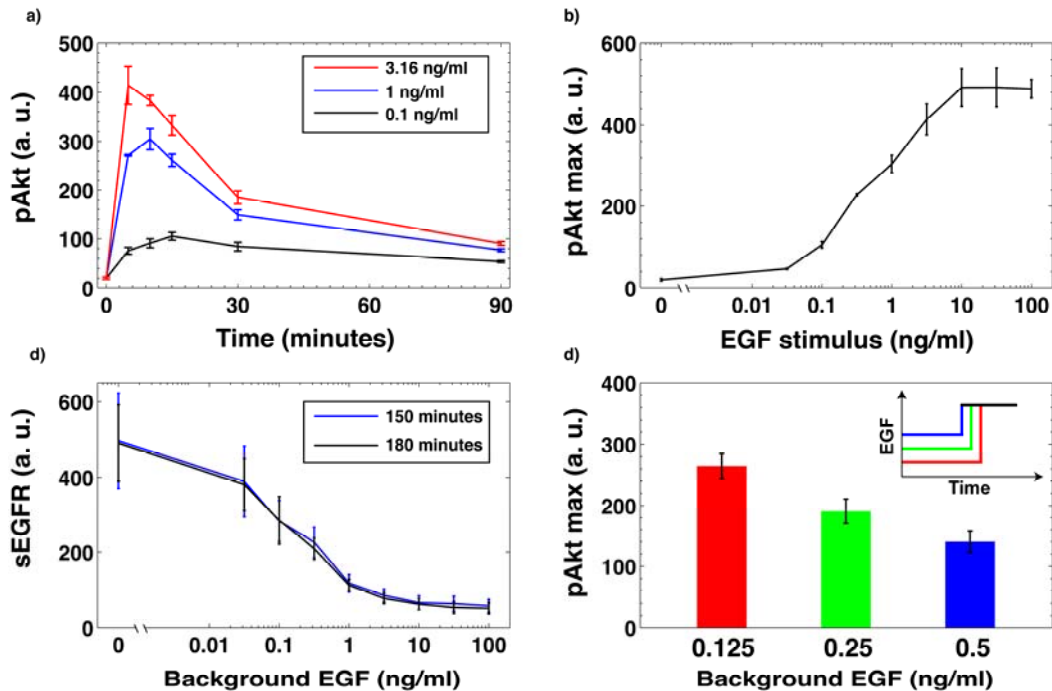 a)
500
400
300
200
100
0
pAkt (a. u.)
3.16 ng/ml
1 ng/ml
0.1 ng/ml
0 30 60 90
Time (minutes)
b)
600
400
200
0
pAkt max (a. u.)
0 0.01 0.1 1 10 100
EGF stimulus (ng/ml)
d)
600
400
200
0
sEGFR (a. u.)
150 minutes
180 minutes
0 0.01 0.1 1 10 100
Background EGF (ng/ml)
d)
400
300
200
100
0
pAkt max (a. u.)
EGF
Time
0.125 0.25 0.5
Background EGF (ng/ml)